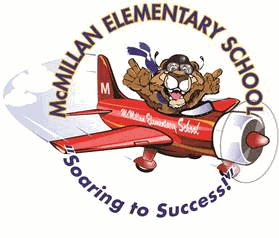 McMILLAN ELEMENTARY SCHOOL
M
McMillan Elementary School
"Soaring to Success!"